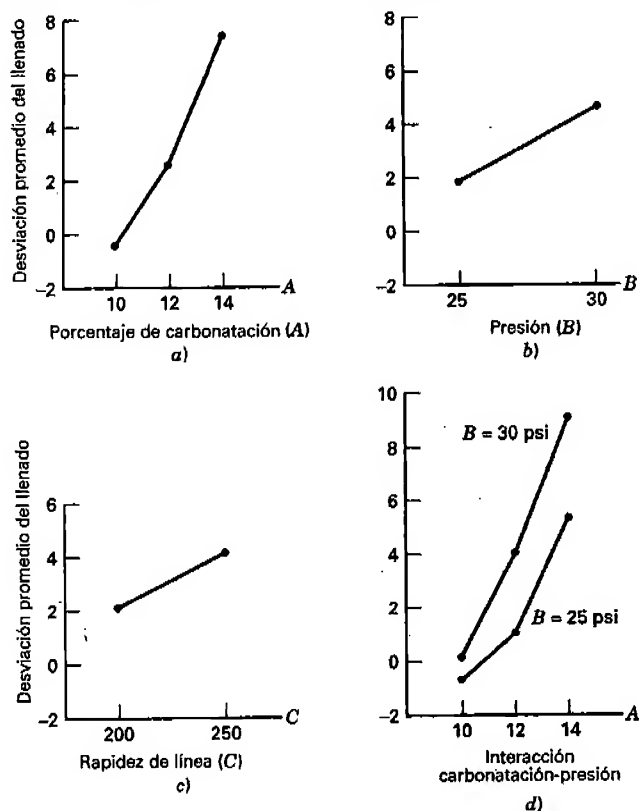 Desviación promedio del llenado
8
6
4
2
0
−2
10 12 14 A
Porcentaje de carbonatación (A)
a)
8
6
4
2
0
−2
25 30 B
Presión (B)
b)
Desviación promedio del llenado
6
4
2
0
−2
200 250 C
Rapidez de línea (C)
c)
10
8
6
4
2
0
−2
B = 30 psi
B = 25 psi
10 12 14 A
Interacción
carbonatación-presión
d)